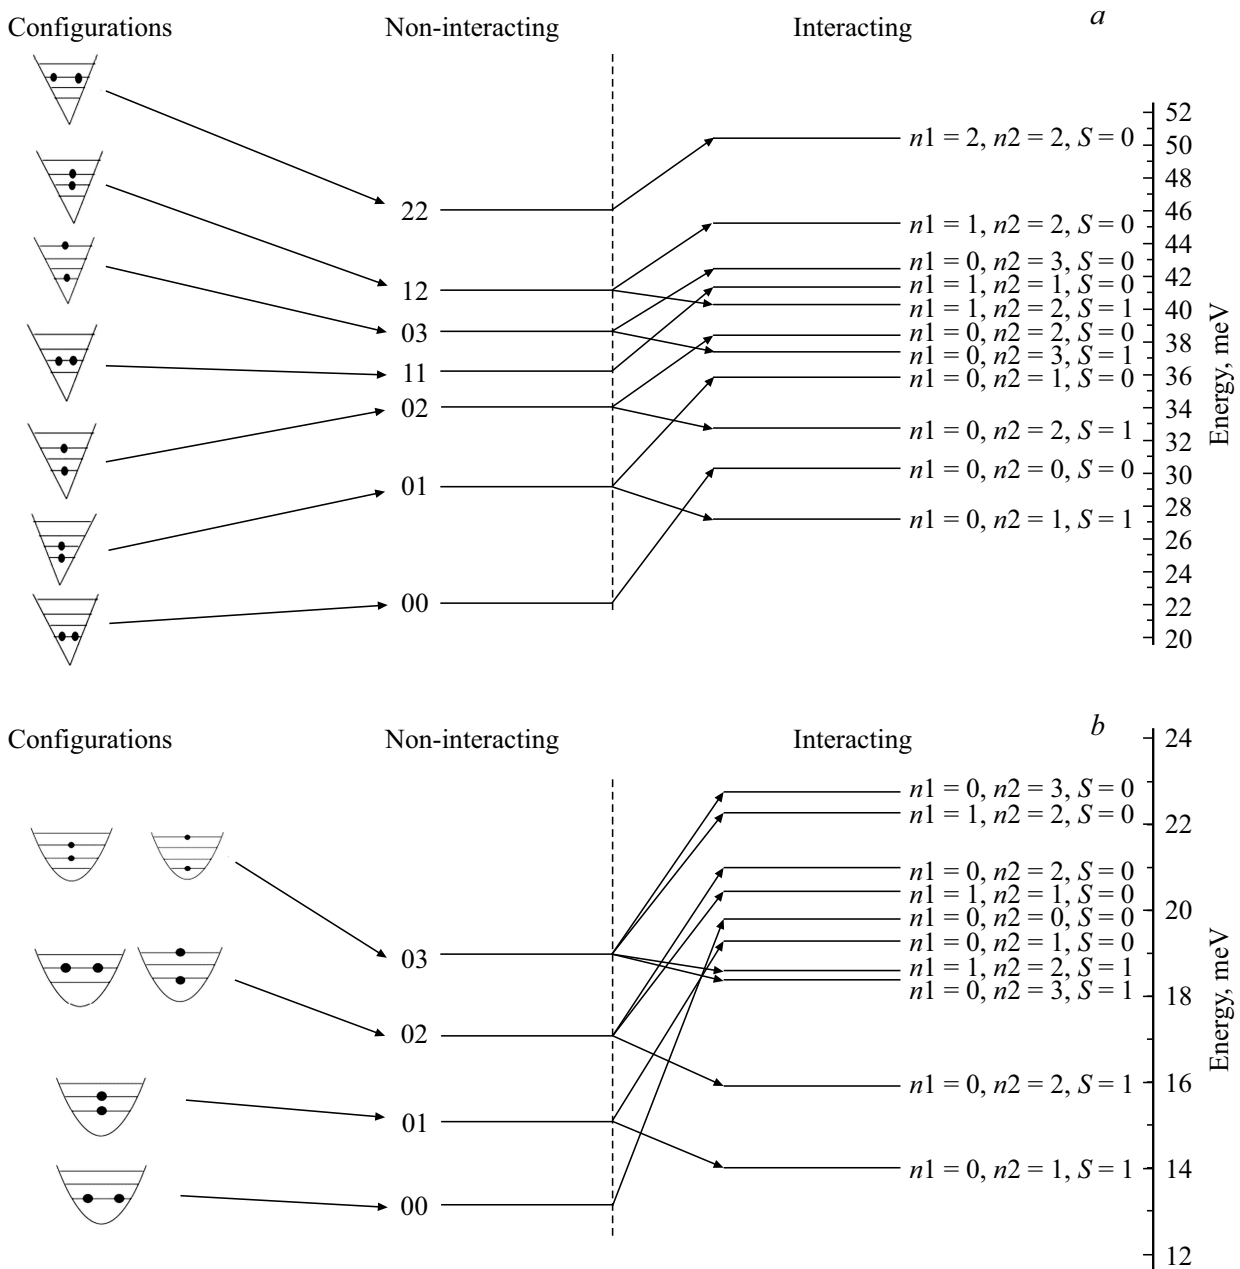 Configurations Non-interacting Interacting a
52
n1 = 2, n2 = 2, S = 0
50
48
22
46
n1 = 1, n2 = 2, S = 0
44
n1 = 0, n2 = 3, S = 0
42
n1 = 1, n2 = 1, S = 0
12
n1 = 1, n2 = 2, S = 1
40
03
n1 = 0, n2 = 2, S = 0
38
n1 = 0, n2 = 3, S = 1
11
n1 = 0, n2 = 1, S = 0
36
02
34
n1 = 0, n2 = 2, S = 1
32
n1 = 0, n2 = 0, S = 0
30
01
28
n1 = 0, n2 = 1, S = 1
26
24
00
22
20
Energy, meV
Configurations Non-interacting Interacting b
24
n1 = 0, n2 = 3, S = 0
n1 = 1, n2 = 2, S = 0
22
n1 = 0, n2 = 2, S = 0
n1 = 1, n2 = 1, S = 0
n1 = 0, n2 = 0, S = 0
20
n1 = 0, n2 = 1, S = 0
03
n1 = 1, n2 = 2, S = 1
n1 = 0, n2 = 3, S = 1
18
02
n1 = 0, n2 = 2, S = 1
16
01
n1 = 0, n2 = 1, S = 1
14
00
12
Energy, meV